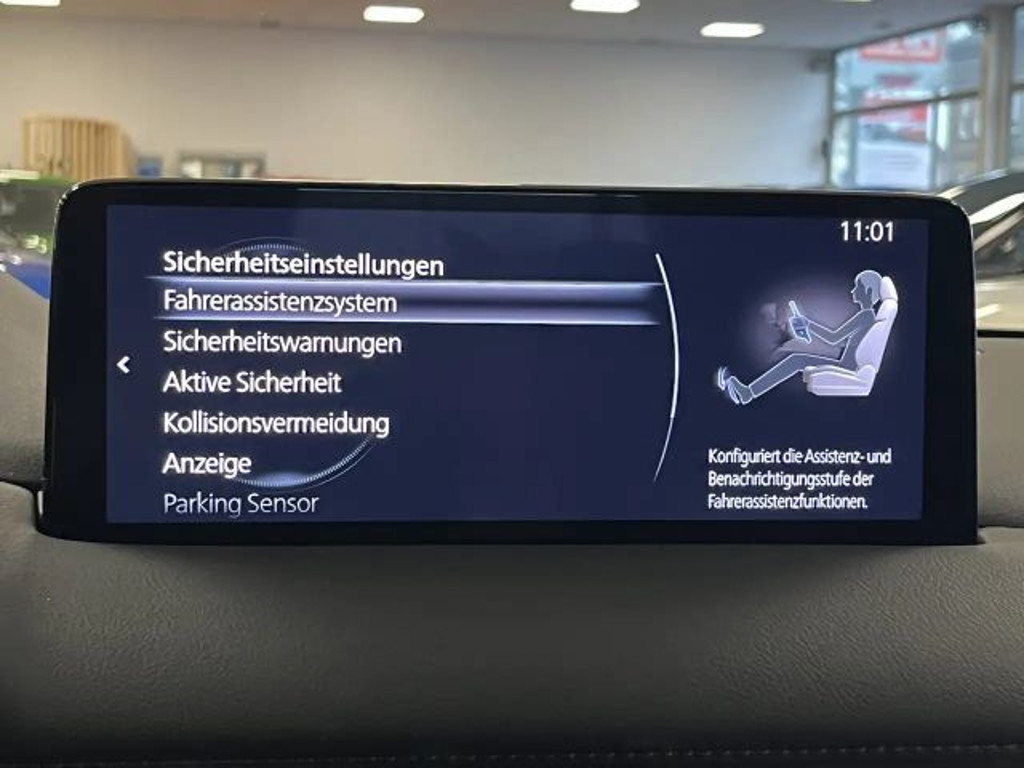 11:01
Sicherheitseinstellungen
Fahrerassistenzsystem
Sicherheitswarnungen
Aktive Sicherheit
Kollisionsvermeidung
Anzeige
Parking Sensor
Konfiguriert die Assistenz- und
Benachrichtigungsstufe der
Fahrerassistenzfunktionen.